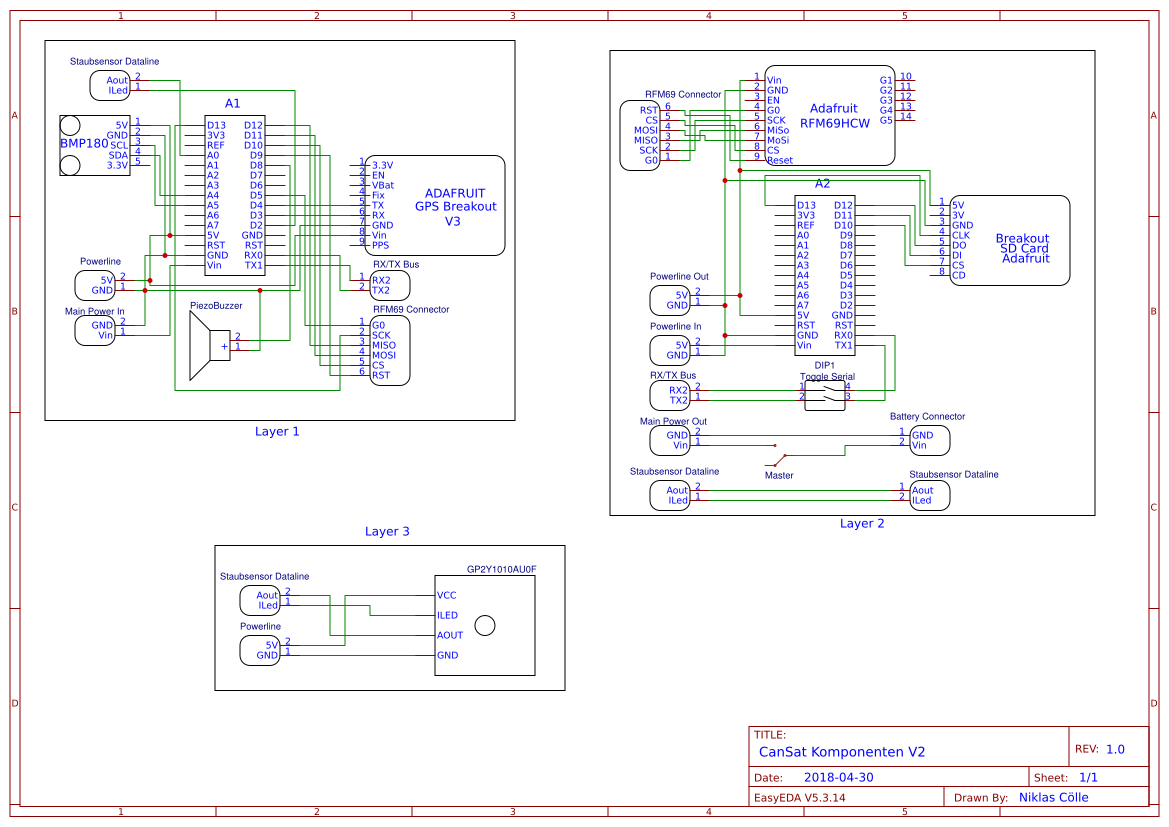 1 2 3 4 5
A
B
C
D
Staubsensor Dataline
Aout 2
ILed 1
BMP180
5V 1
GND 2
SCL 3
SDA 4
3.3V 5
A1
D13 D12
3V3 D11
REF D10
A0 D9
A1 D8
A2 D7
A3 D6
A4 D5
A5 D4
A6 D3
A7 D2
5V GND
RST RST
GND RX0
Vin TX1
1 3.3V
2 EN
3 VBat
4 Fix
5 TX
6 RX
7 GND
8 Vin
9 PPS
ADAFRUIT
GPS Breakout
V3
Powerline
5V 2
GND 1
Main Power In
GND 2
Vin 1
PiezoBuzzer
2
+ 1
RX/TX Bus
1 RX2
2 TX2
RFM69 Connector
1 G0
2 SCK
3 MISO
4 MOSI
5 CS
6 RST
Layer 1
RFM69 Connector
RST 6
CS 5
MOSI 4
MISO 3
SCK 2
G0 1
1 Vin
2 GND
3 EN
4 G0
5 SCK
6 MiSo
7 MoSi
8 CS
9 Reset
Adafruit
RFM69HCW
G1 10
G2 11
G3 12
G4 13
G5 14
A2
D13 D12
3V3 D11
REF D10
A0 D9
A1 D8
A2 D7
A3 D6
A4 D5
A5 D4
A6 D3
A7 D2
5V GND
RST RST
GND RX0
Vin TX1
1 5V
2 3V
3 GND
4 CLK
5 DO
6 DI
7 CS
8 CD
Breakout
SD Card
Adafruit
Powerline Out
5V 2
GND 1
Powerline In
5V 2
GND 1
RX/TX Bus
RX2 2
TX2 1
DIP1
Toggle Serial
1 4
2 3
Main Power Out
GND 2
Vin 1
Master
Battery Connector
1 GND
2 Vin
Staubsensor Dataline
Aout 2
ILed 1
Staubsensor Dataline
1 Aout
2 ILed
Layer 2
Layer 3
Staubsensor Dataline
Aout 2
ILed 1
Powerline
5V 2
GND 1
GP2Y1010AU0F
VCC
ILED
AOUT
GND
TITLE:
CanSat Komponenten V2
REV: 1.0
Date: 2018-04-30
Sheet: 1/1
EasyEDA V5.3.14
Drawn By: Niklas Cölle
A
B
C
D
1 2 3 4 5